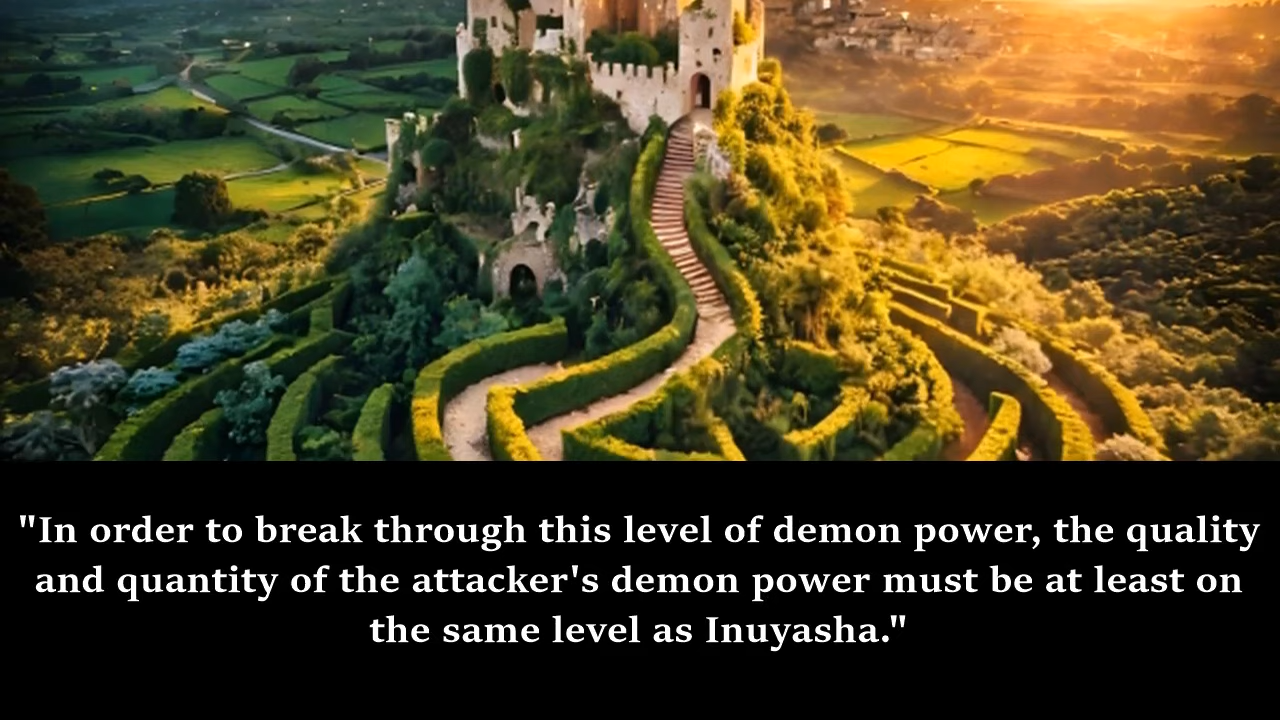 "In order to break through this level of demon power, the quality
and quantity of the attacker's demon power must be at least on
the same level as Inuyasha."